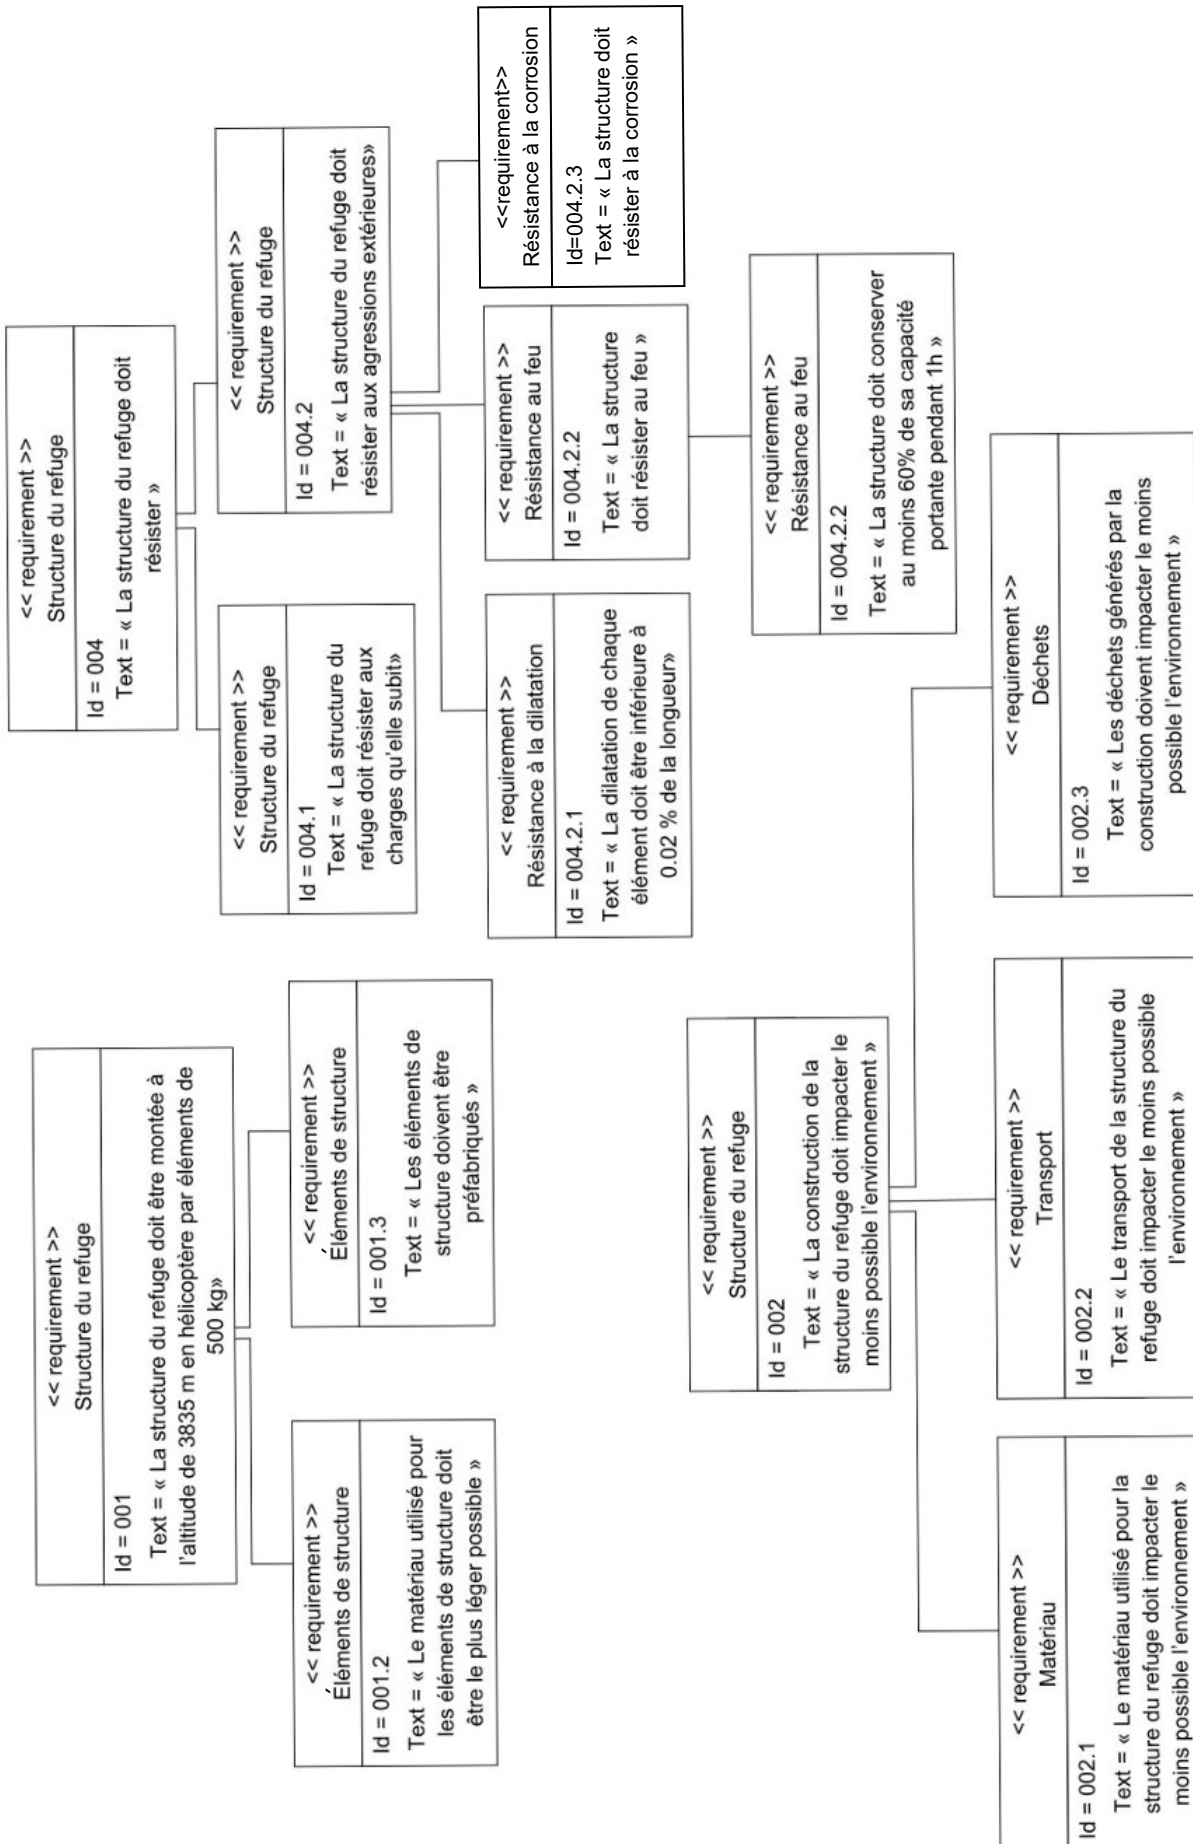 << requirement >>
Structure du refuge
Id = 001
Text = « La structure du refuge doit être montée à
l'altitude de 3835 m en hélicoptère par éléments de
500 kg»
<< requirement >>
Éléments de structure
Id = 001.2
Text = « Le matériau utilisé pour
les éléments de structure doit
être le plus léger possible »
<< requirement >>
Éléments de structure
Id = 001.3
Text = « Les éléments de
structure doivent être
préfabriqués »
<< requirement >>
Structure du refuge
Id = 004
Text = « La structure du refuge doit
résister »
<< requirement >>
Structure du refuge
Id = 004.1
Text = « La structure du
refuge doit résister aux
charges qu'elle subit»
<< requirement >>
Structure du refuge
Id = 004.2
Text = « La structure du refuge doit
résister aux agressions extérieures»
<< requirement >>
Résistance à la dilatation
Id = 004.2.1
Text = « La dilatation de chaque
élément doit être inférieure à
0.02 % de la longueur»
<< requirement >>
Résistance au feu
Id = 004.2.2
Text = « La structure
doit résister au feu »
<<requirement>>
Résistance à la corrosion
Id=004.2.3
Text = « La structure doit
résister à la corrosion »
<< requirement >>
Résistance au feu
Id = 004.2.2
Text = « La structure doit conserver
au moins 60% de sa capacité
portante pendant 1h »
<< requirement >>
Structure du refuge
Id = 002
Text = « La construction de la
structure du refuge doit impacter le
moins possible l'environnement »
<< requirement >>
Matériau
Id = 002.1
Text = « Le matériau utilisé pour la
structure du refuge doit impacter le
moins possible l'environnement »
<< requirement >>
Transport
Id = 002.2
Text = « Le transport de la structure du
refuge doit impacter le moins possible
l'environnement »
<< requirement >>
Déchets
Id = 002.3
Text = « Les déchets générés par la
construction doivent impacter le moins
possible l'environnement »